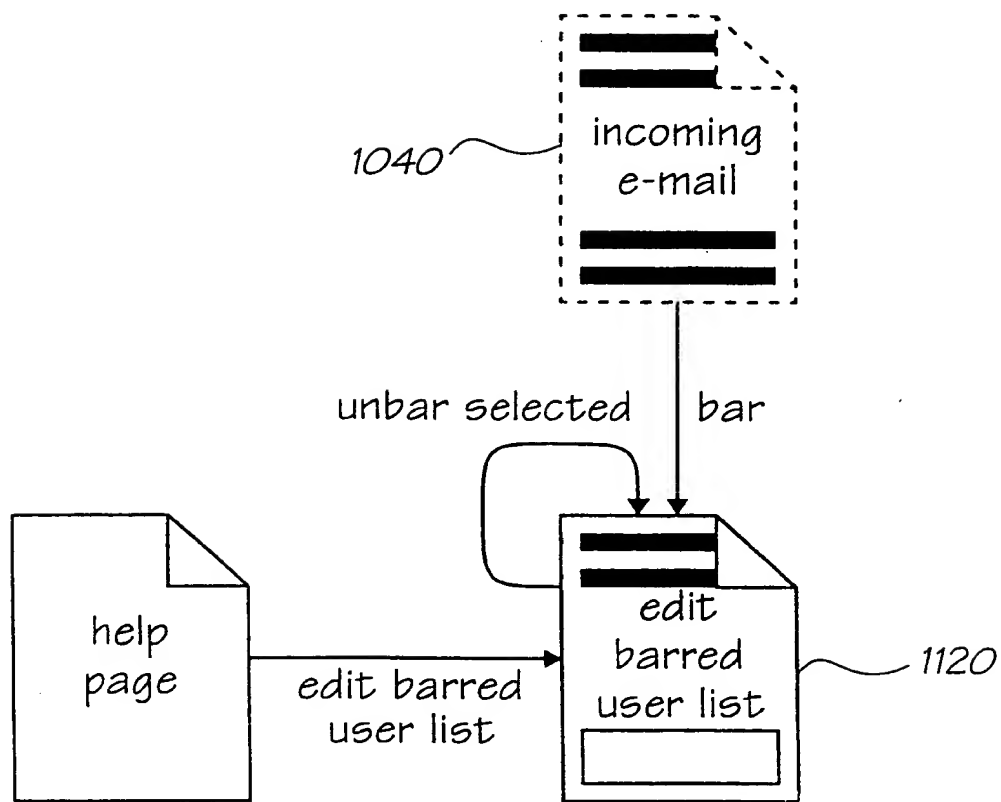 incoming
e-mail
1040
unbar selected
bar
help
page
edit barred
user list
edit
barred
user list
1120